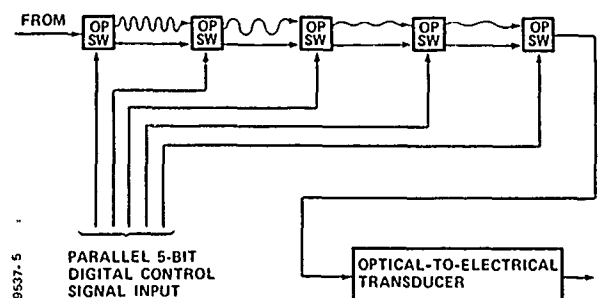 FROM
OP
SW
OP
SW
OP
SW
OP
SW
OP
SW
PARALLEL 5-BIT
DIGITAL CONTROL
SIGNAL INPUT
OPTICAL-TO-ELECTRICAL
TRANSDUCER
9537-5